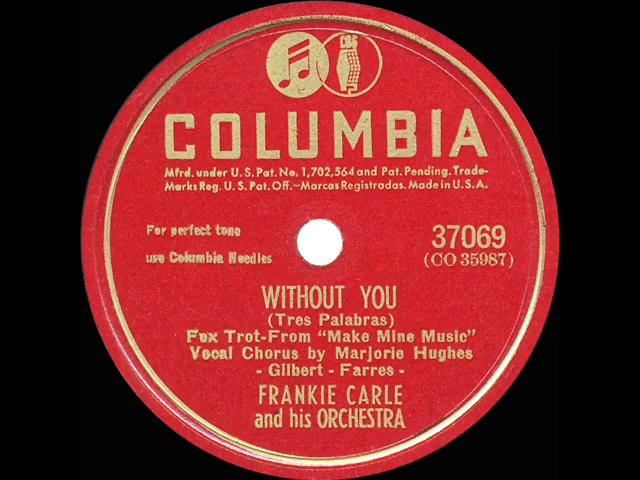 CBS
COLUMBIA
Mfrd. under U.S. Pat. No. 1,702,564 and Pat. Pending. Trade-
Marks Reg. U.S. Pat. Off.—Marcas Registradas. Made in U.S.A.
For perfect tone
use Columbia Needles
37069
(CO 35987)
WITHOUT YOU
(Tres Palabras)
Fox Trot-From "Make Mine Music"
Vocal Chorus by Marjorie Hughes
- Gilbert - Farres -
FRANKIE CARLE
and his ORCHESTRA